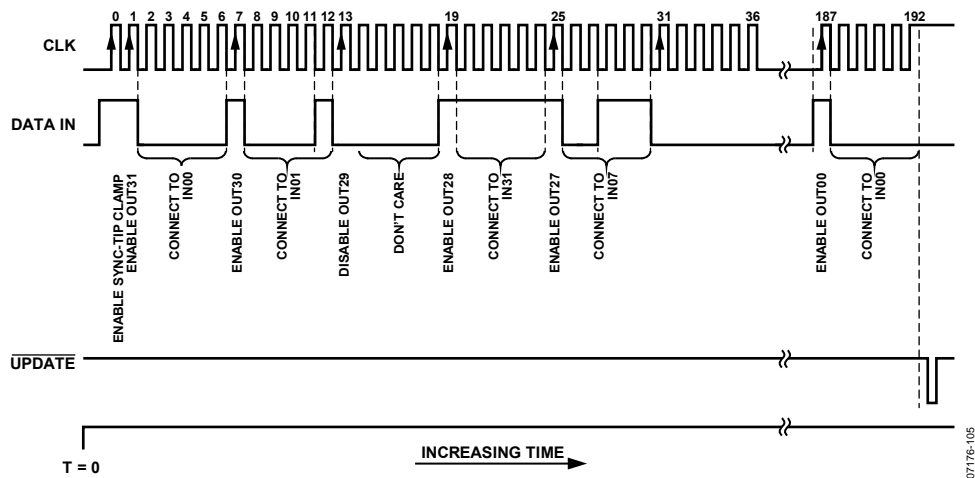 0 1 2 3 4 5 6 7 8 9 10 11 12 13 19 25 31 36 187 192
CLK
DATA IN
ENABLE SYNC-TIP CLAMP
ENABLE OUT31
CONNECT TO
IN00
ENABLE OUT30
CONNECT TO
IN01
DISABLE OUT29
DON'T CARE
ENABLE OUT28
CONNECT TO
IN31
ENABLE OUT27
CONNECT TO
IN07
ENABLE OUT00
CONNECT TO
IN00
UPDATE
T = 0
INCREASING TIME
07176-105